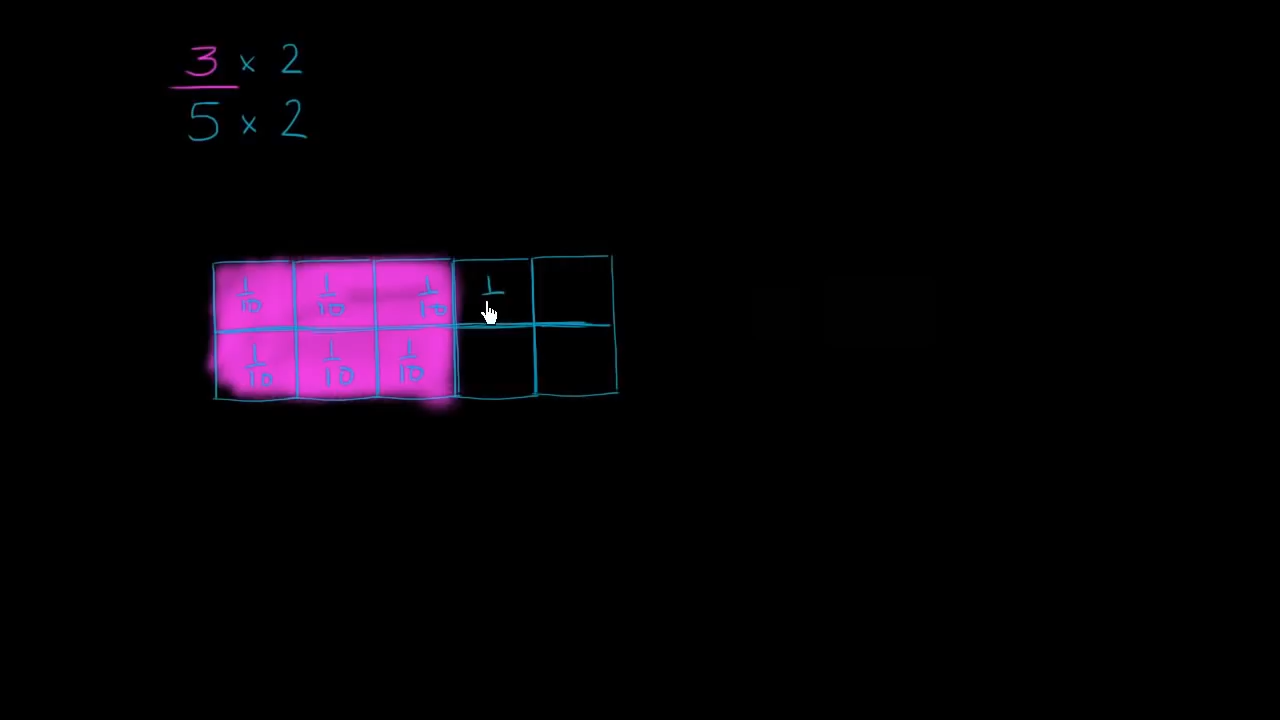 3 × 2
5 × 2
1 1 1 1
10 10 10
1 1 1
10 10 10